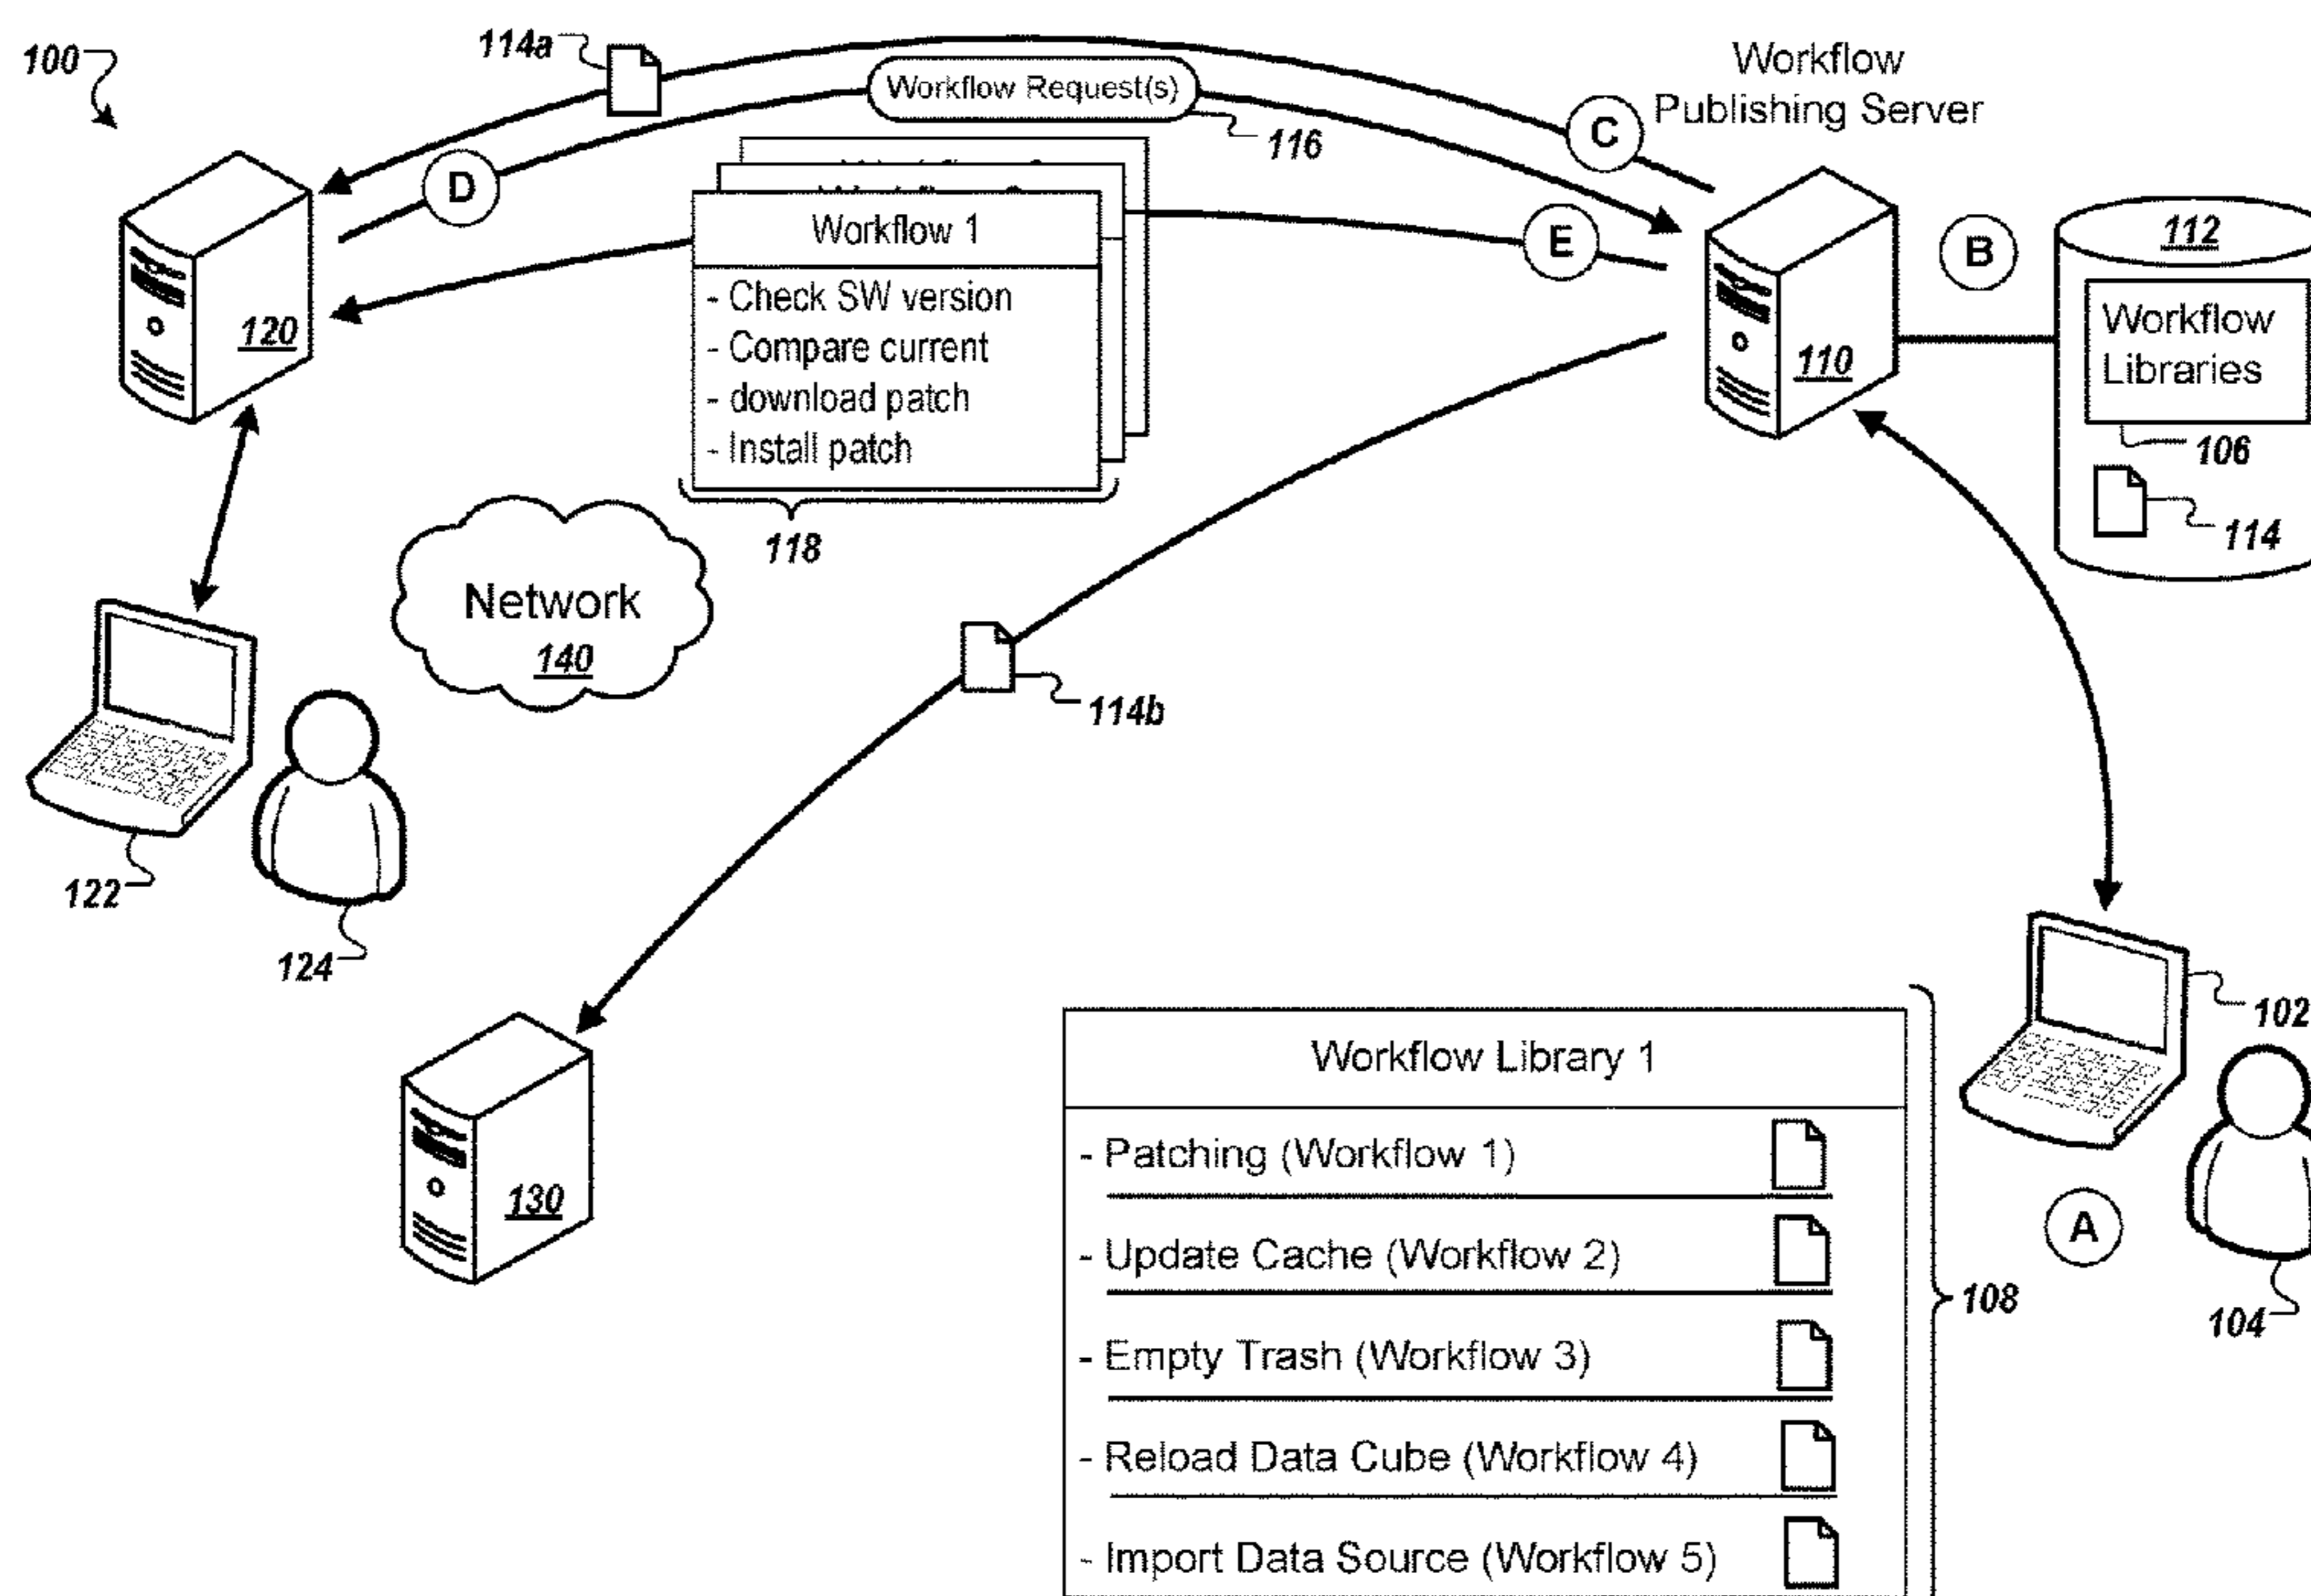 100
114a
Workflow Request(s)
116
C
Workflow
Publishing Server
D
E
B
112
Workflow
Libraries
106
114
120
110
Workflow 1
- Check SW version
- Compare current
- download patch
- Install patch
118
Network
140
114b
122
124
130
102
104
A
Workflow Library 1
- Patching (Workflow 1)
- Update Cache (Workflow 2)
- Empty Trash (Workflow 3)
- Reload Data Cube (Workflow 4)
- Import Data Source (Workflow 5)
108